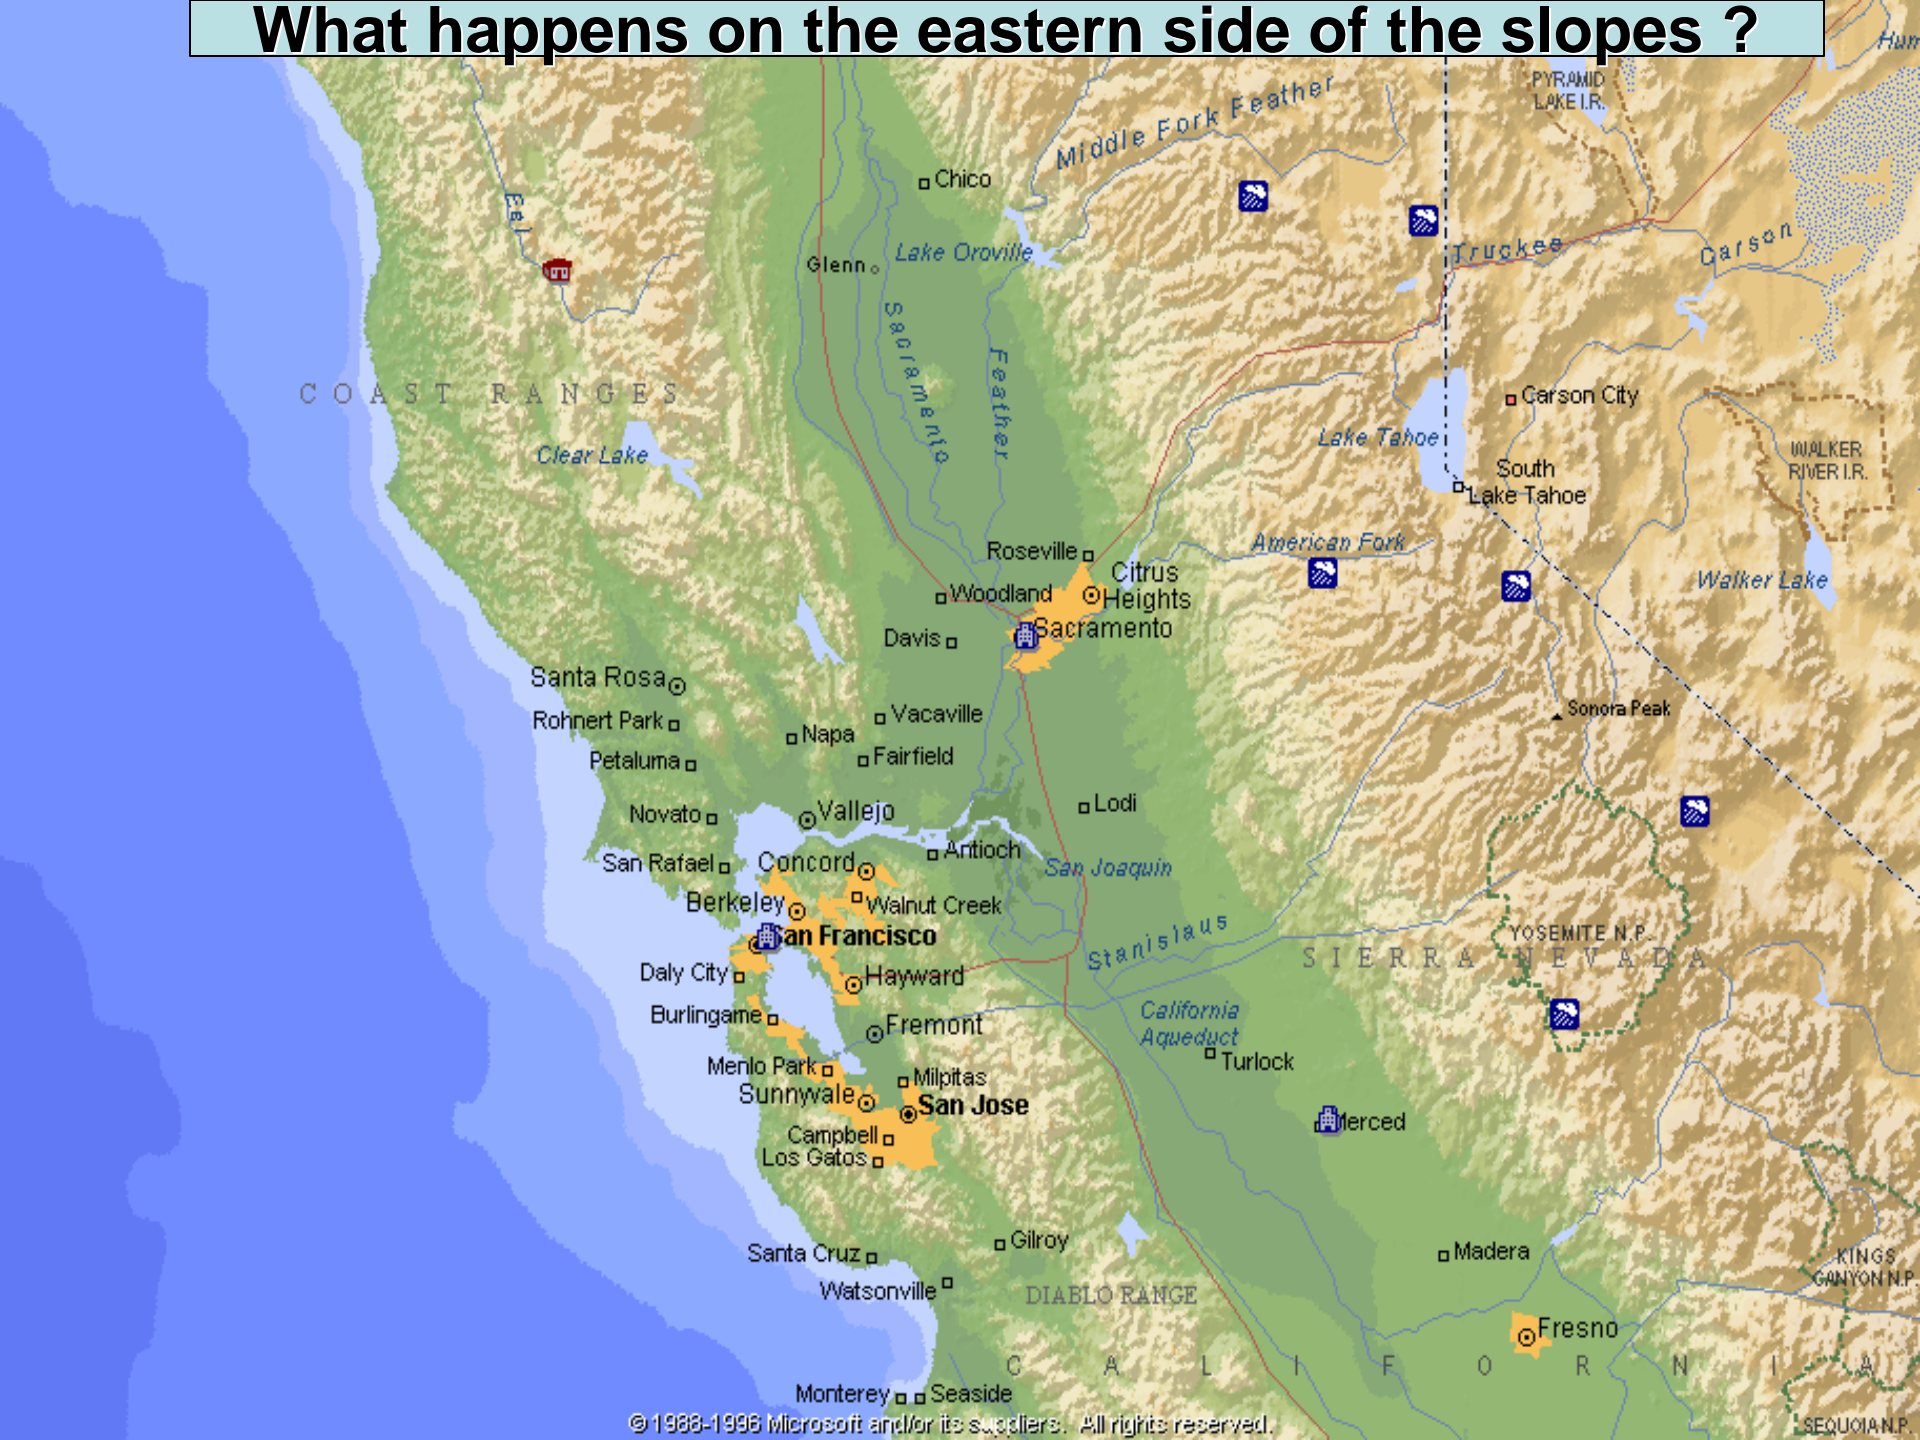 What happens on the eastern side of the slopes ?
PYRAMID
LAKE I.R.
Middle Fork Feather
Chico
Eel
Truckee
Carson
Lake Oroville
Glenn
Sacramento
Feather
COAST RANGES
Carson City
Lake Tahoe
WALKER
RIVER I.R.
Clear Lake
South
Lake Tahoe
Roseville
American Fork
Citrus
Heights
Walker Lake
Woodland
Sacramento
Davis
Santa Rosa
Sonora Peak
Vacaville
Rohnert Park
Napa
Fairfield
Petaluma
Lodi
Vallejo
Novato
Antioch
San Rafael
Concord
San Joaquin
Berkeley
Walnut Creek
San Francisco
Stanislaus
YOSEMITE N.P.
SIERRA NEVADA
Daly City
Hayward
California
Aqueduct
Burlingame
Fremont
Turlock
Menlo Park
Milpitas
Sunnyvale
San Jose
Merced
Campbell
Los Gatos
Gilroy
Santa Cruz
Madera
KINGS
CANYON N.P.
Watsonville
DIABLO RANGE
Fresno
CALIFORNIA
Monterey
Seaside
© 1988-1996 Microsoft and/or its suppliers. All rights reserved.
SEQUOIA N.P.